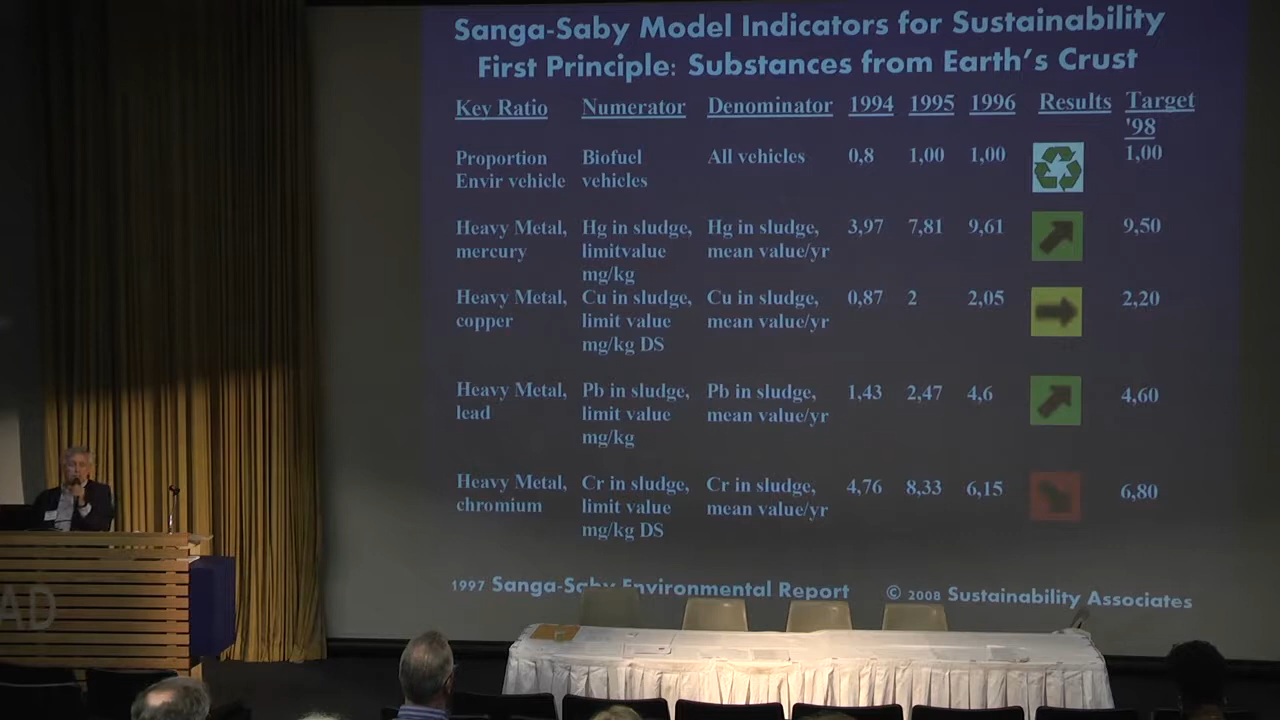 Sanga-Saby Model Indicators for Sustainability
First Principle: Substances from Earth's Crust
Key Ratio Numerator Denominator 1994 1995 1996 Results Target '98
Proportion Envir vehicle Biofuel vehicles All vehicles 0,8 1,00 1,00 1,00
Heavy Metal, mercury Hg in sludge, limitvalue mg/kg Hg in sludge, mean value/yr 3,97 7,81 9,61 9,50
Heavy Metal, copper Cu in sludge, limit value mg/kg DS Cu in sludge, mean value/yr 0,87 2 2,05 2,20
Heavy Metal, lead Pb in sludge, limit value mg/kg Pb in sludge, mean value/yr 1,43 2,47 4,6 4,60
Heavy Metal, chromium Cr in sludge, limit value mg/kg DS Cr in sludge, mean value/yr 4,76 8,33 6,15 6,80
1997 Sanga-Saby Environmental Report © 2008 Sustainability Associates
AD